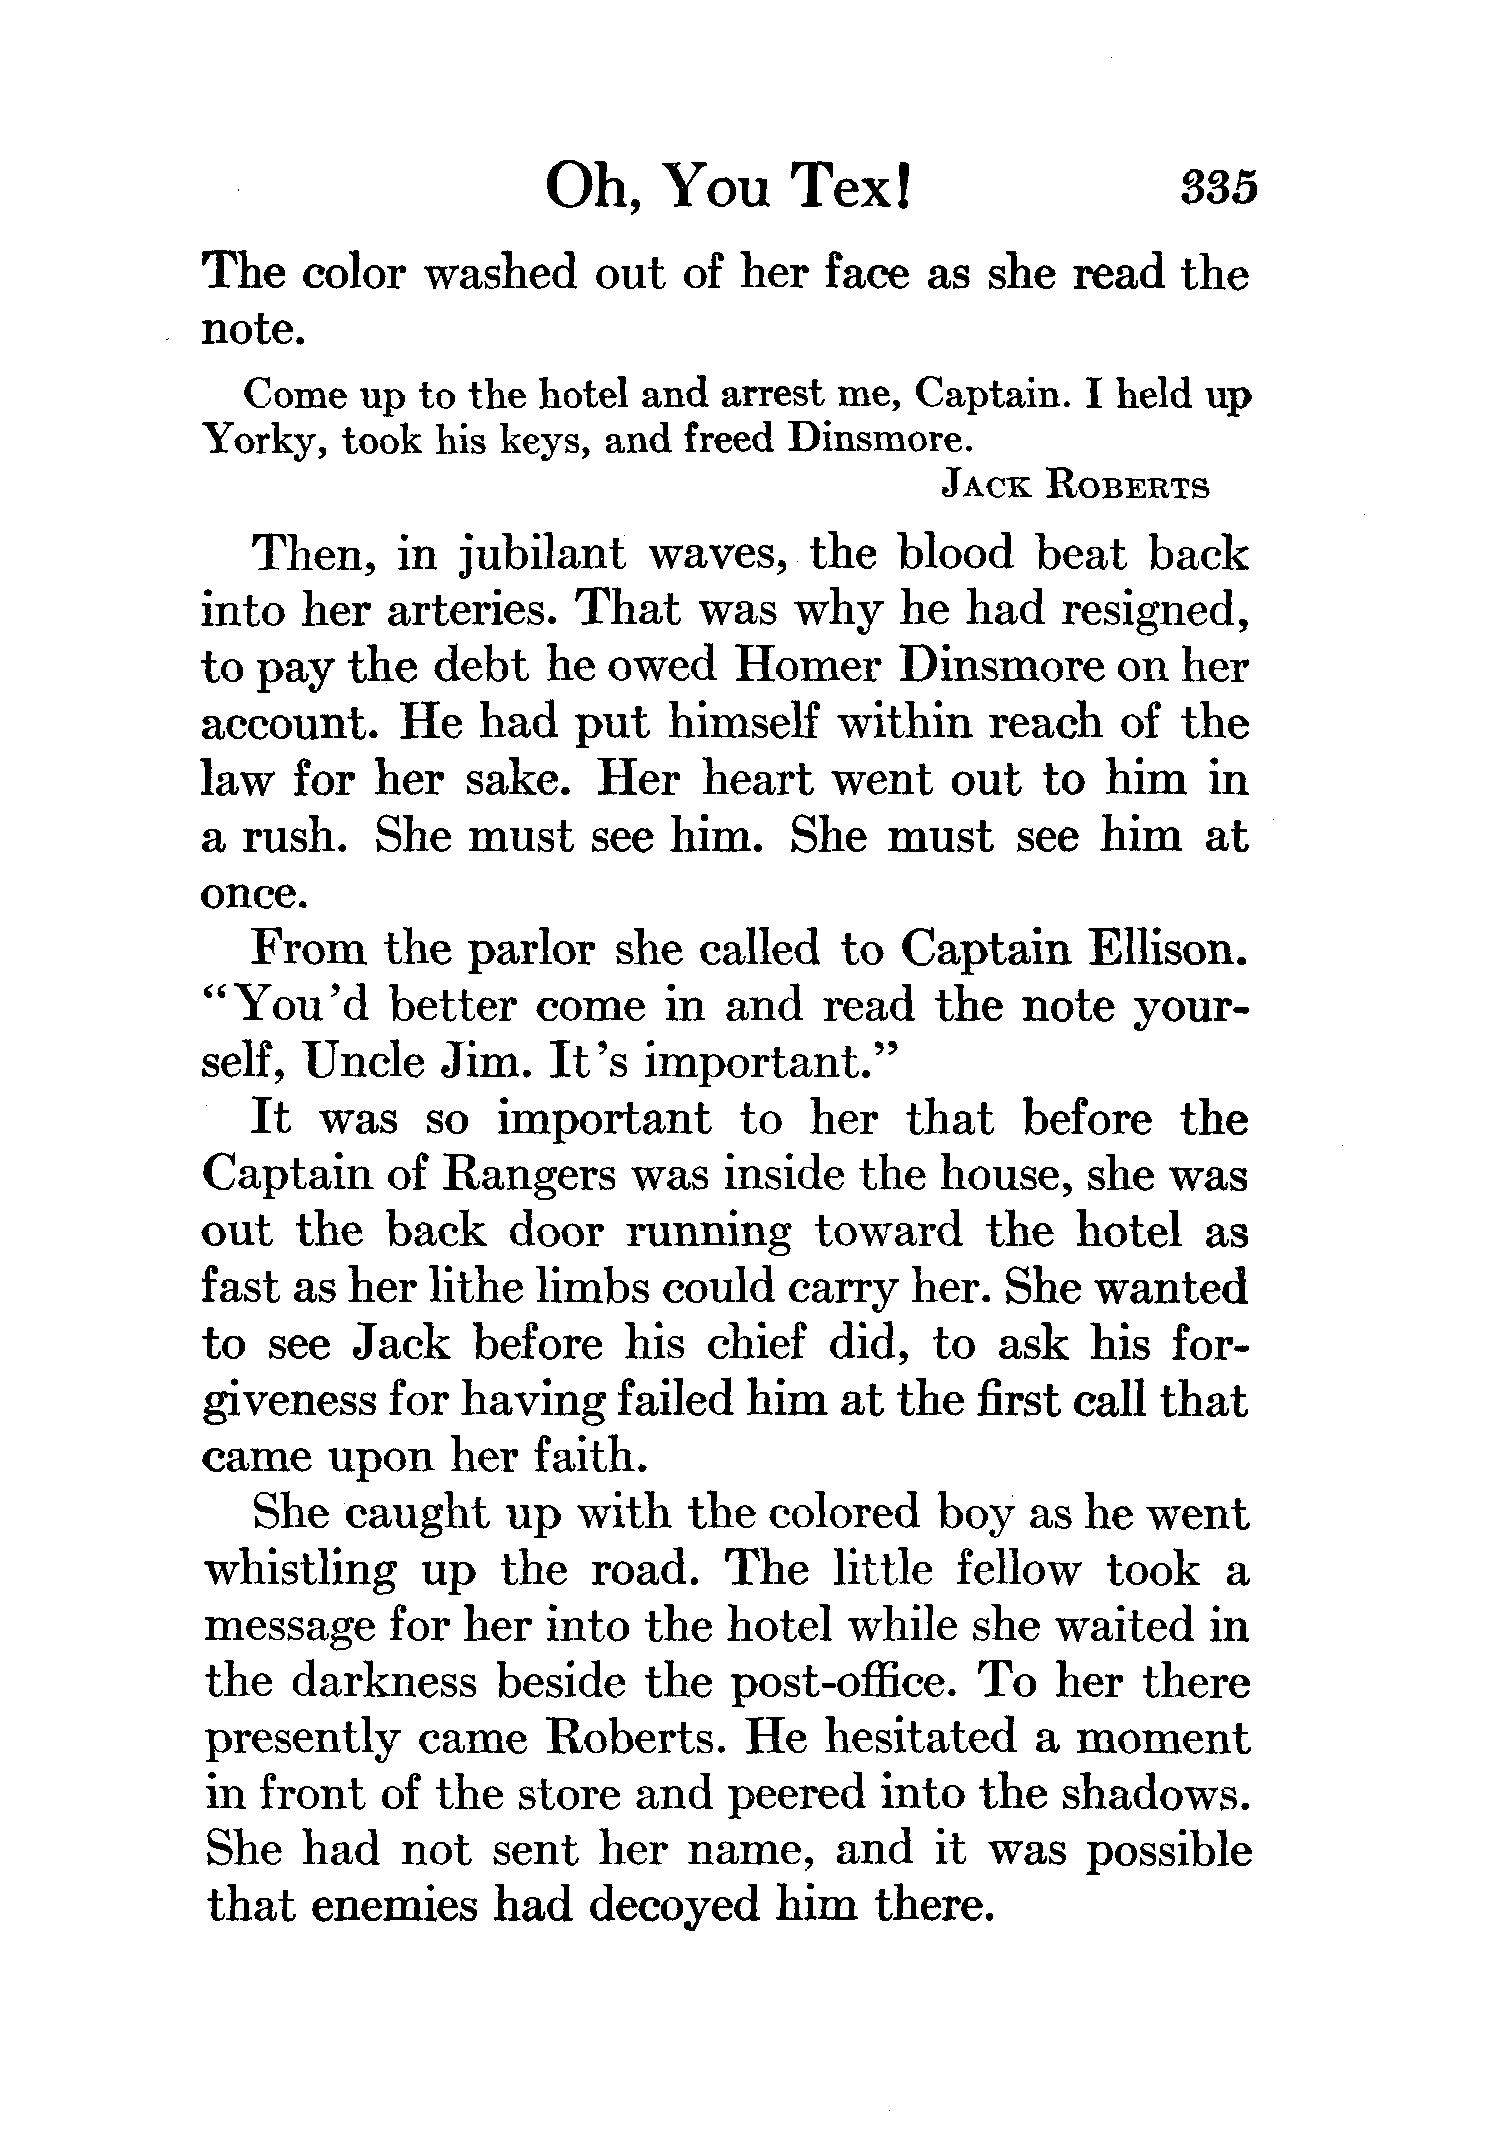 Oh, You Tex! 335
The color washed out of her face as she read the
note.
Come up to the hotel and arrest me, Captain. I held up
Yorky, took his keys, and freed Dinsmore.
JACK ROBERTS
Then, in jubilant waves, the blood beat back
into her arteries. That was why he had resigned,
to pay the debt he owed Homer Dinsmore on her
account. He had put himself within reach of the
law for her sake. Her heart went out to him in
a rush. She must see him. She must see him at
once.
From the parlor she called to Captain Ellison.
"You'd better come in and read the note your-
self, Uncle Jim. It's important."
It was so important to her that before the
Captain of Rangers was inside the house, she was
out the back door running toward the hotel as
fast as her lithe limbs could carry her. She wanted
to see Jack before his chief did, to ask his for-
giveness for having failed him at the first call that
came upon her faith.
She caught up with the colored boy as he went
whistling up the road. The little fellow took a
message for her into the hotel while she waited in
the darkness beside the post-office. To her there
presently came Roberts. He hesitated a moment
in front of the store and peered into the shadows.
She had not sent her name, and it was possible
that enemies had decoyed him there.